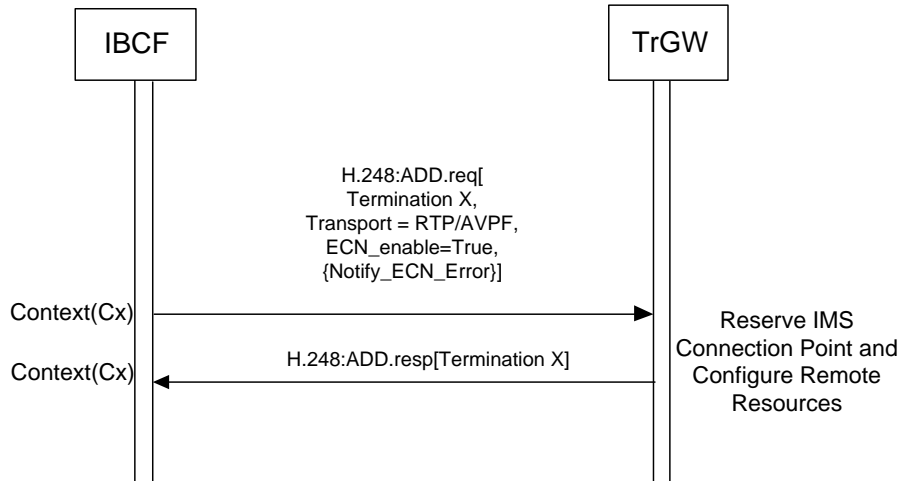 IBCF
TrGW
H.248:ADD.req[
Termination X,
Transport = RTP/AVPF,
ECN_enable=True,
{Notify_ECN_Error}]
Context(Cx)
Reserve IMS
Connection Point and
Configure Remote
Resources
H.248:ADD.resp[Termination X]
Context(Cx)